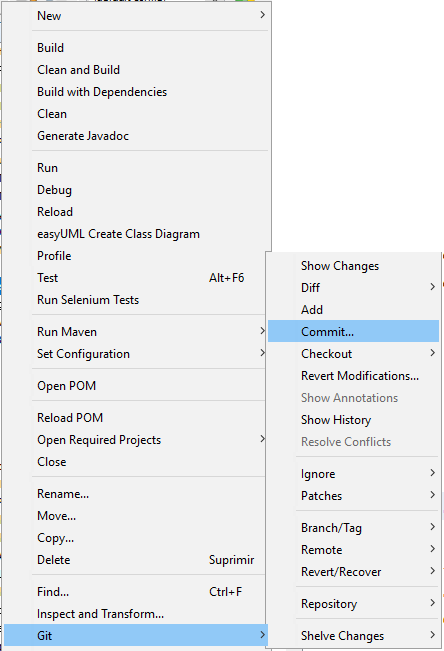 New
Build
Clean and Build
Build with Dependencies
Clean
Generate Javadoc
Run
Debug
Reload
easyUML Create Class Diagram
Profile
Test Alt+F6
Run Selenium Tests
Run Maven
Set Configuration
Open POM
Reload POM
Open Required Projects
Close
Rename...
Move...
Copy...
Delete Suprimir
Find... Ctrl+F
Inspect and Transform...
Git
Show Changes
Diff
Add
Commit...
Checkout
Revert Modifications...
Show Annotations
Show History
Resolve Conflicts
Ignore
Patches
Branch/Tag
Remote
Revert/Recover
Repository
Shelve Changes